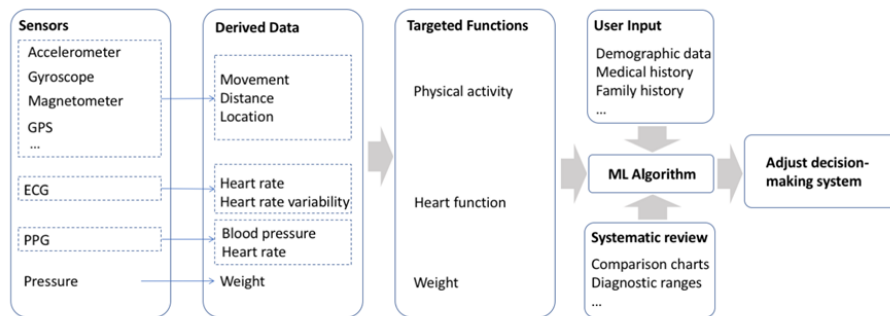 Sensors
Accelerometer
Gyroscope
Magnetometer
GPS
...
ECG
PPG
Pressure
Derived Data
Movement
Distance
Location
Heart rate
Heart rate variability
Blood pressure
Heart rate
Weight
Targeted Functions
Physical activity
Heart function
Weight
User Input
Demographic data
Medical history
Family history
...
ML Algorithm
Systematic review
Comparison charts
Diagnostic ranges
...
Adjust decision-
making system